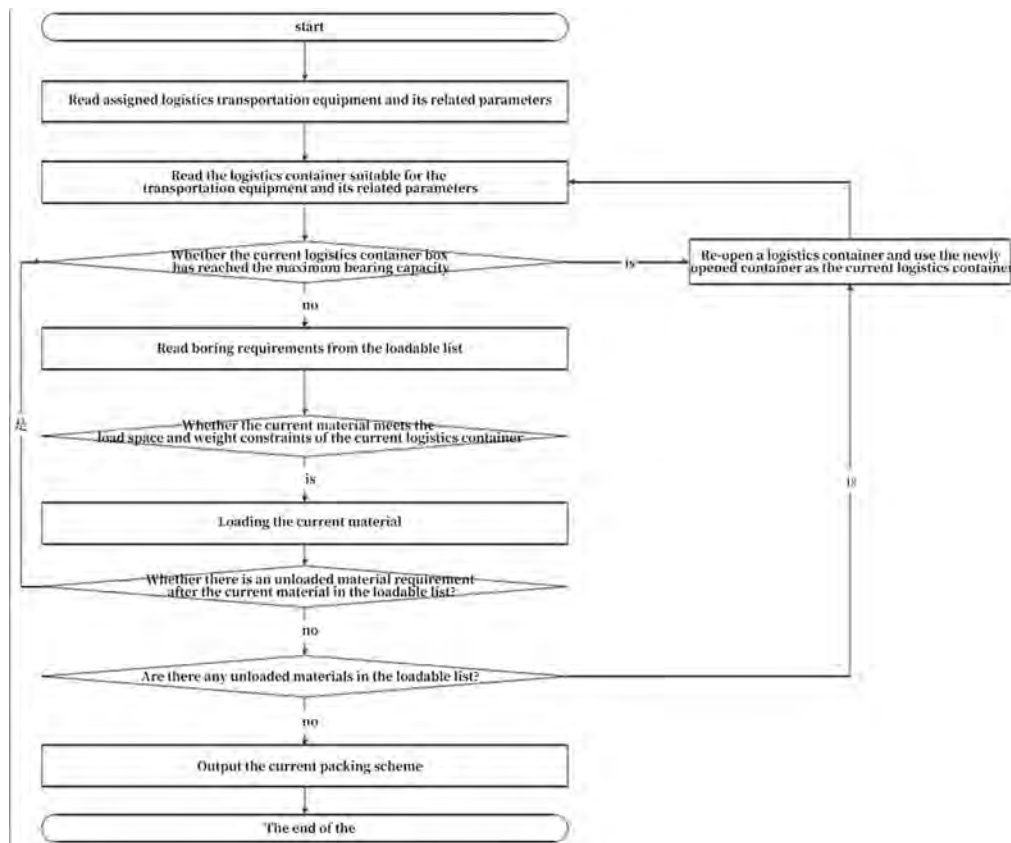 start
Read assigned logistics transportation equipment and its related parameters
Read the logistics container suitable for the
transportation equipment and its related parameters
Whether the current logistics container box
has reached the maximum bearing capacity
is
Re-open a logistics container and use the newly
opened container as the current logistics container
no
Read boring requirements from the loadable list
是
Whether the current material meets the
load space and weight constraints of the current logistics container
is
Loading the current material
Whether there is an unloaded material requirement
after the current material in the loadable list?
no
Are there any unloaded materials in the loadable list?
no
Output the current packing scheme
The end of the